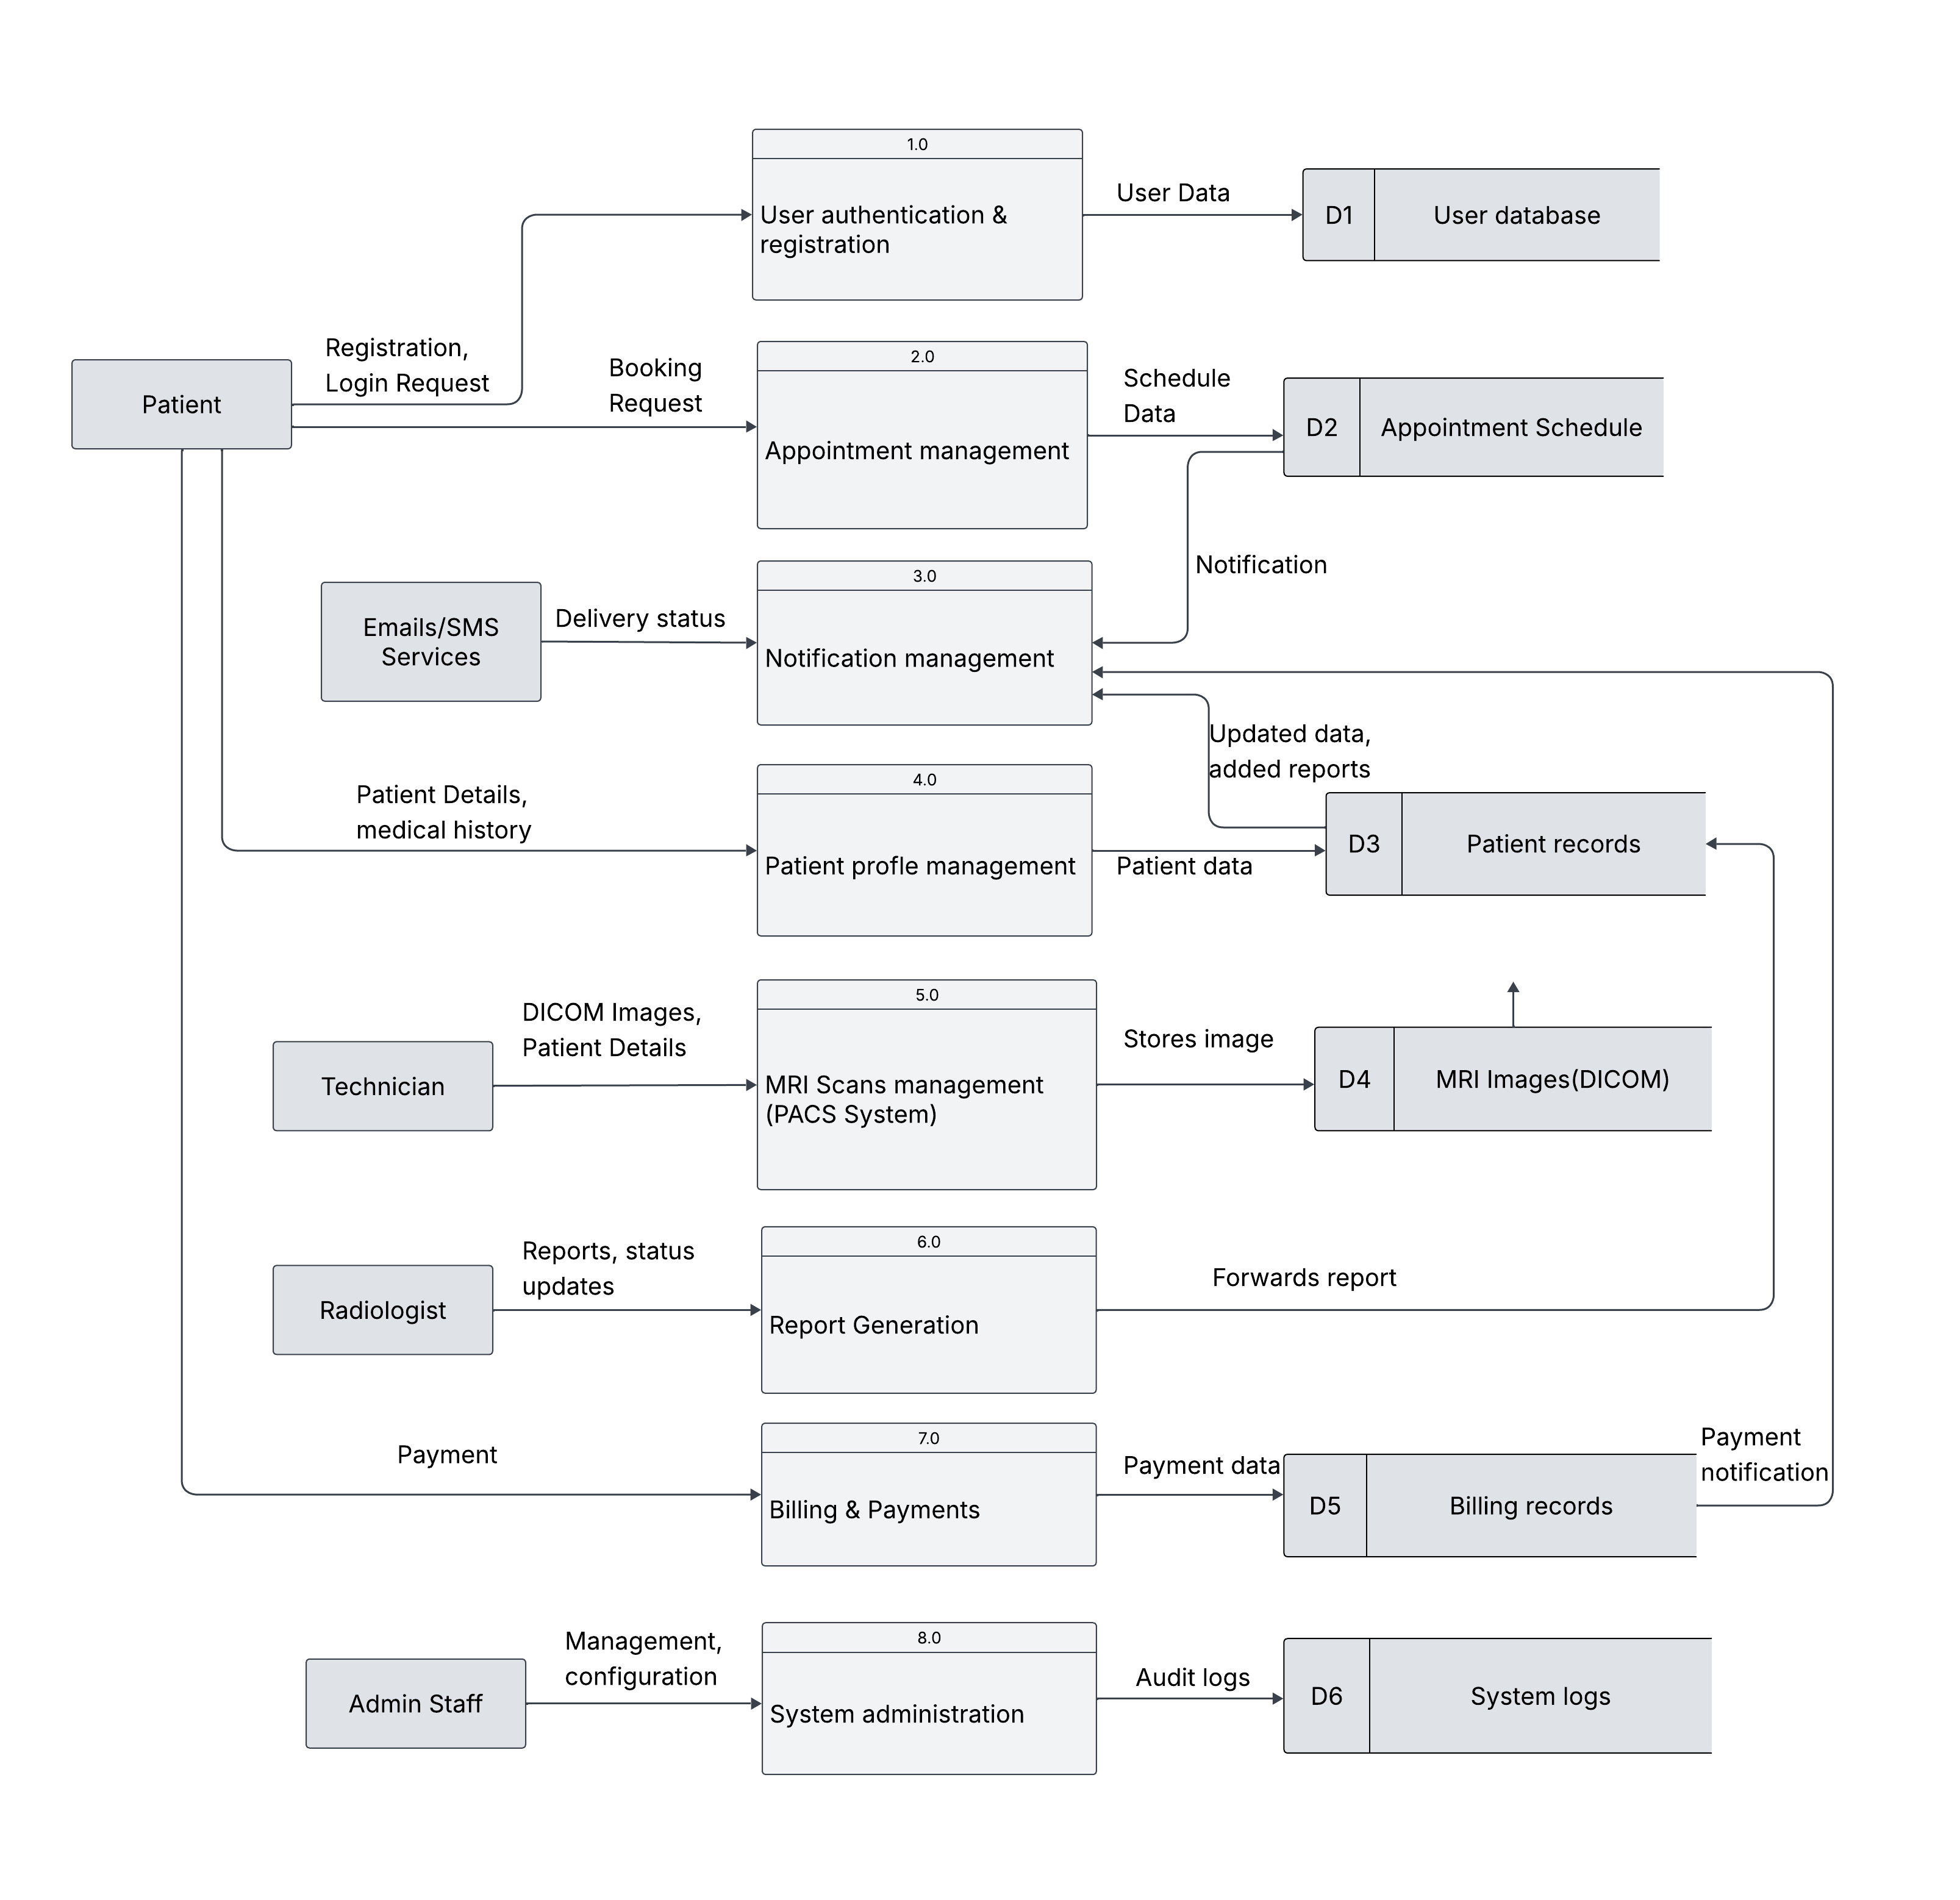 1.0
User authentication &
registration
User Data
D1
User database
Registration,
Login Request
Patient
Booking
Request
2.0
Appointment management
Schedule
Data
D2
Appointment Schedule
Notification
Emails/SMS
Services
Delivery status
3.0
Notification management
Updated data,
added reports
Patient Details,
medical history
4.0
Patient profle management
Patient data
D3
Patient records
DICOM Images,
Patient Details
Technician
5.0
MRI Scans management
(PACS System)
Stores image
D4
MRI Images(DICOM)
Reports, status
updates
Radiologist
6.0
Report Generation
Forwards report
Payment
7.0
Billing & Payments
Payment data
D5
Billing records
Payment
notification
Management,
configuration
Admin Staff
8.0
System administration
Audit logs
D6
System logs